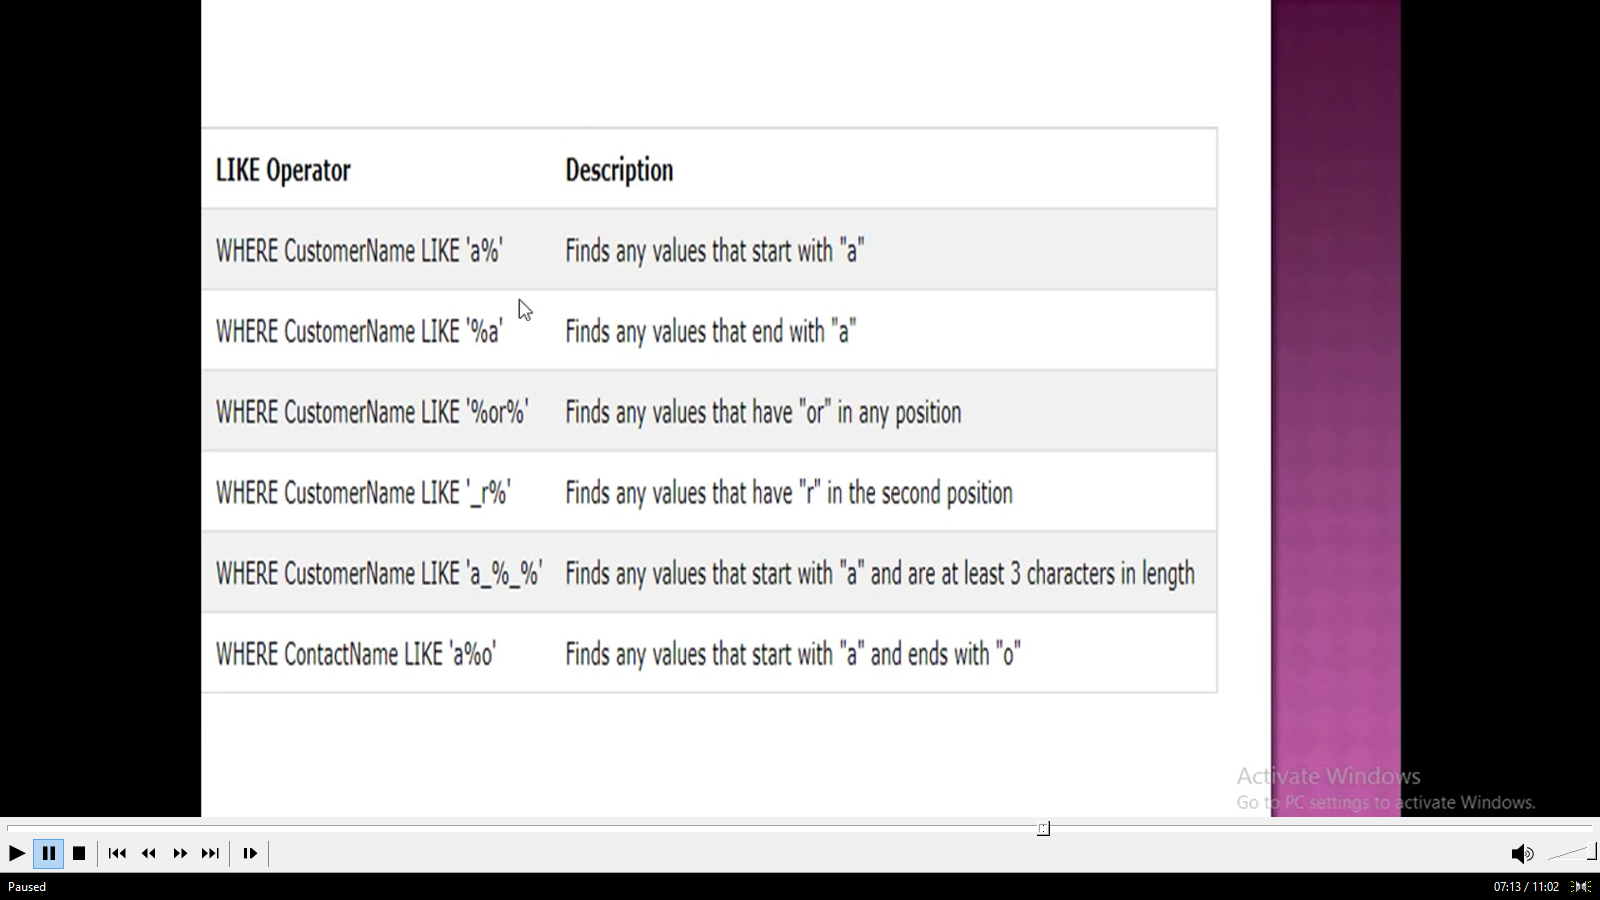 LIKE Operator Description
WHERE CustomerName LIKE 'a%' Finds any values that start with "a"
WHERE CustomerName LIKE '%a' Finds any values that end with "a"
WHERE CustomerName LIKE '%or%' Finds any values that have "or" in any position
WHERE CustomerName LIKE '_r%' Finds any values that have "r" in the second position
WHERE CustomerName LIKE 'a_%_%' Finds any values that start with "a" and are at least 3 characters in length
WHERE ContactName LIKE 'a%o' Finds any values that start with "a" and ends with "o"
Activate Windows
Go to PC settings to activate Windows.
Paused 07:13 / 11:02